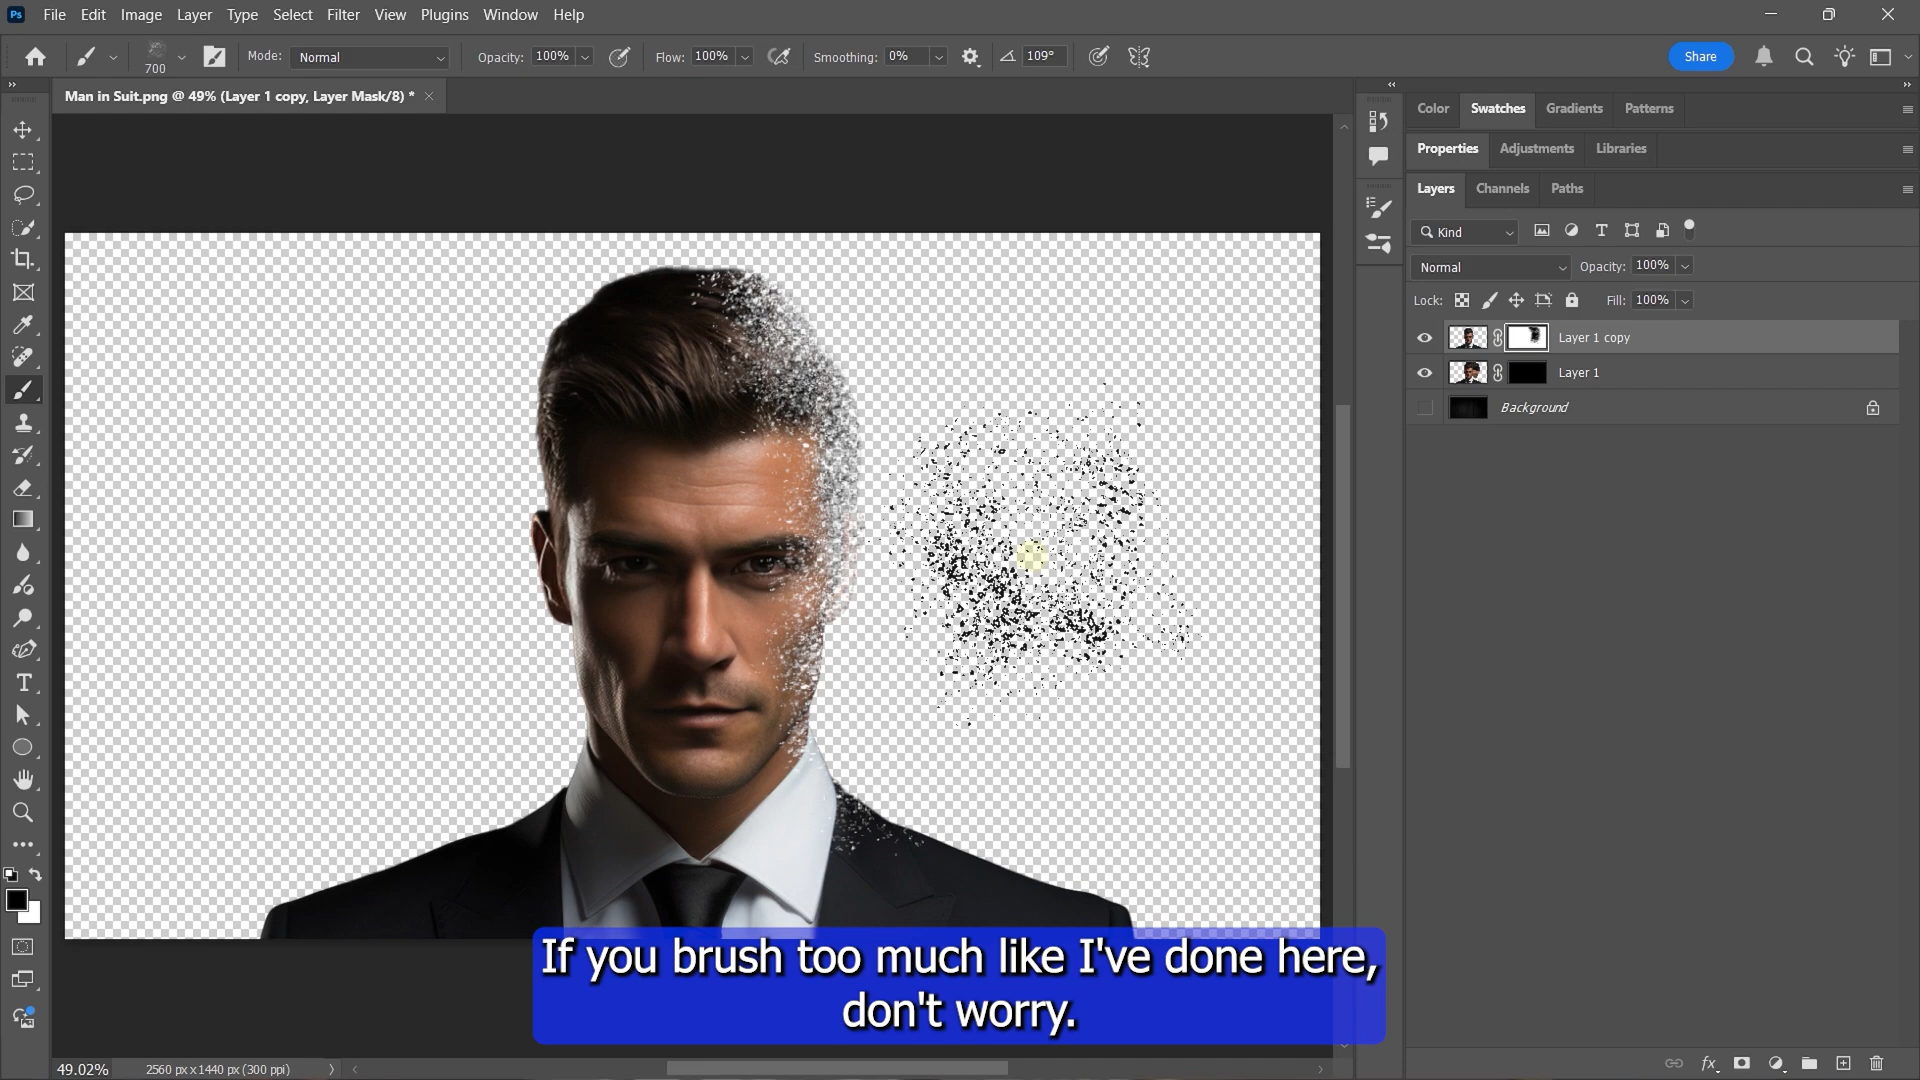 Ps File Edit Image Layer Type Select Filter View Plugins Window Help
700 Mode: Normal Opacity: 100% Flow: 100% Smoothing: 0% 109° Share
Man in Suit.png @ 49% (Layer 1 copy, Layer Mask/8) *
Color Swatches Gradients Patterns
Properties Adjustments Libraries
Layers Channels Paths
Kind
Normal Opacity: 100%
Lock: Fill: 100%
Layer 1 copy
Layer 1
Background
If you brush too much like I've done here,
don't worry.
49.02% 2560 px x 1440 px (300 ppi)